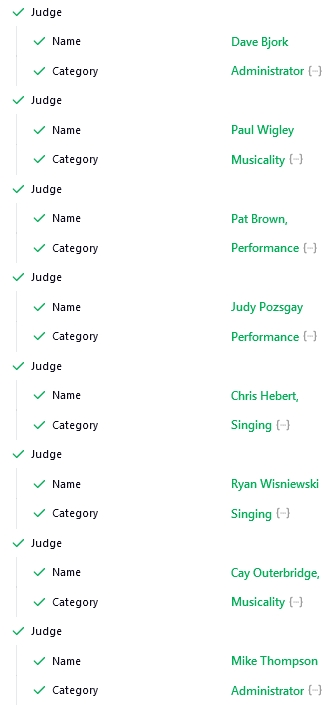 Judge
Name Dave Bjork
Category Administrator {--}
Judge
Name Paul Wigley
Category Musicality {--}
Judge
Name Pat Brown,
Category Performance {--}
Judge
Name Judy Pozsgay
Category Performance {--}
Judge
Name Chris Hebert,
Category Singing {--}
Judge
Name Ryan Wisniewski
Category Singing {--}
Judge
Name Cay Outerbridge,
Category Musicality {--}
Judge
Name Mike Thompson
Category Administrator {--}